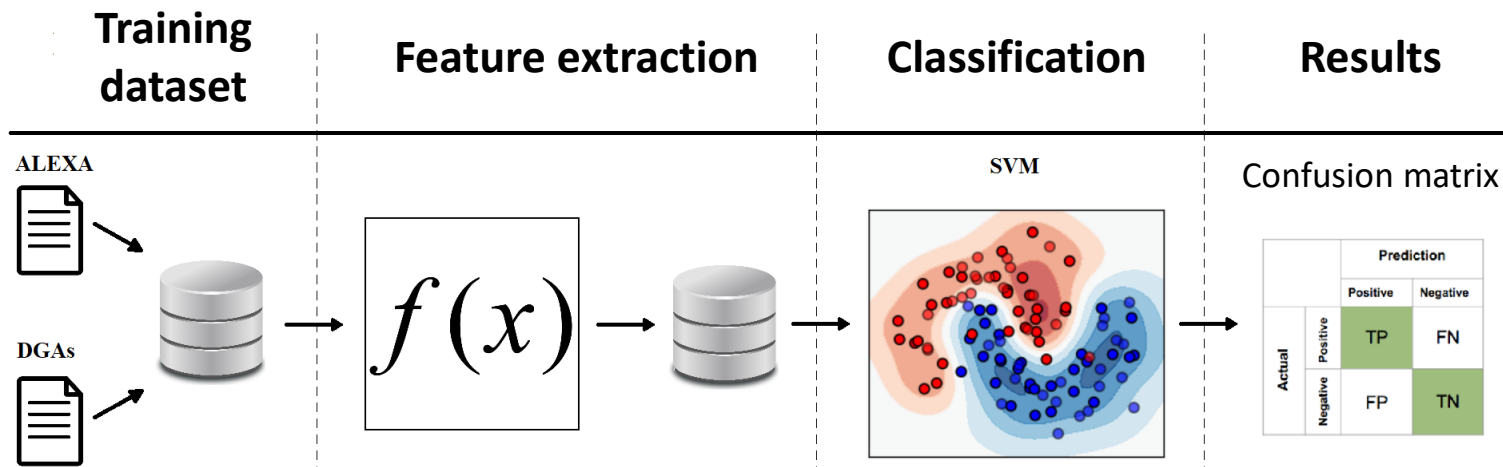 Training
dataset
Feature extraction
Classification
Results
ALEXA
DGAs
f(x)
SVM
Confusion matrix
Prediction
Positive Negative
Actual
Positive
TP FN
Negative
FP TN